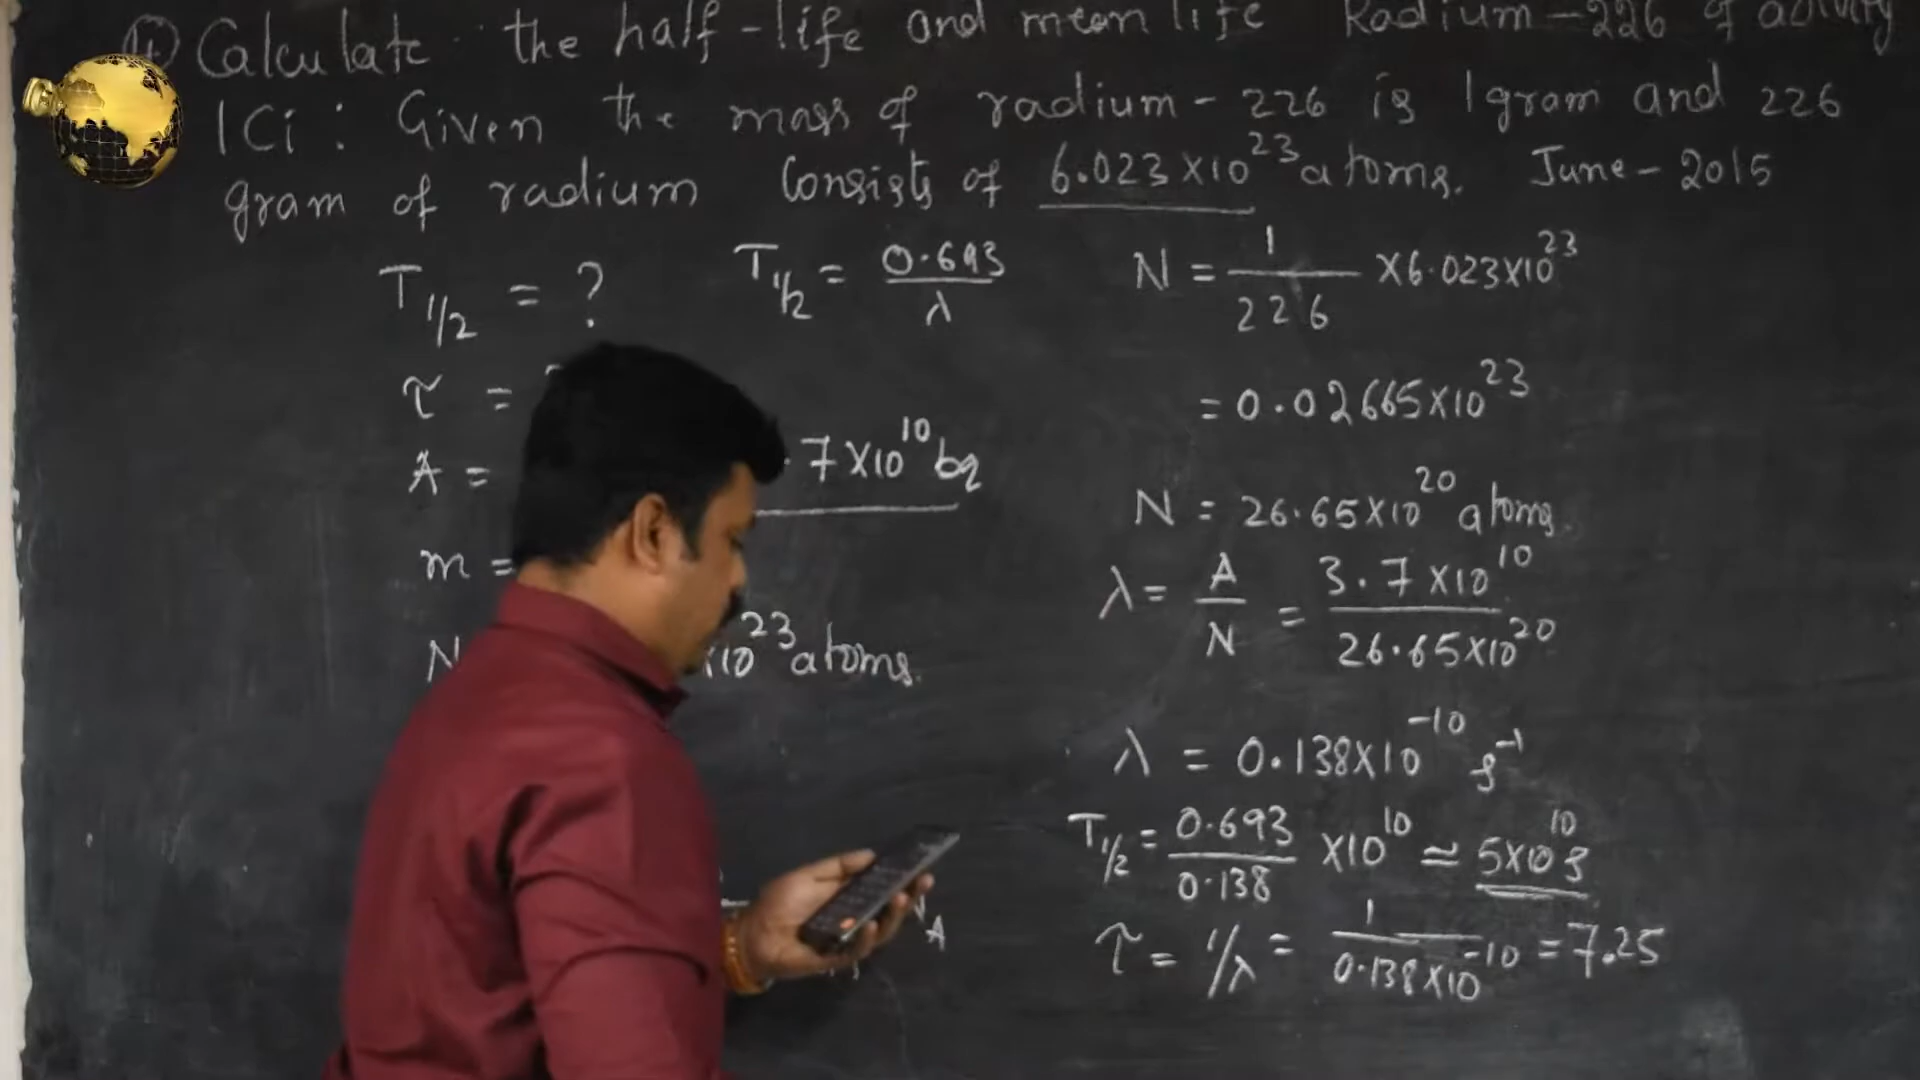 Calculate the half-life and mean life Radium-226 of activity
1Ci : Given the mass of radium-226 is 1gram and 226
gram of radium consists of 6.023×10²³ atoms. June-2015
T1/2 = ?
τ =
A = .7×10¹⁰ bq
m =
N ×10²³ atoms.
T1/2 = 0.693/λ
A
N = 1/226 ×6.023×10²³
= 0.02665×10²³
N = 26.65×10²⁰ atoms.
λ = A/N = 3.7×10¹⁰/26.65×10²⁰
λ = 0.138×10⁻¹⁰ s⁻¹
T1/2 = 0.693/0.138 ×10¹⁰ ≃ 5×10¹⁰ s
τ = 1/λ = 1/0.138×10⁻¹⁰ = 7.25